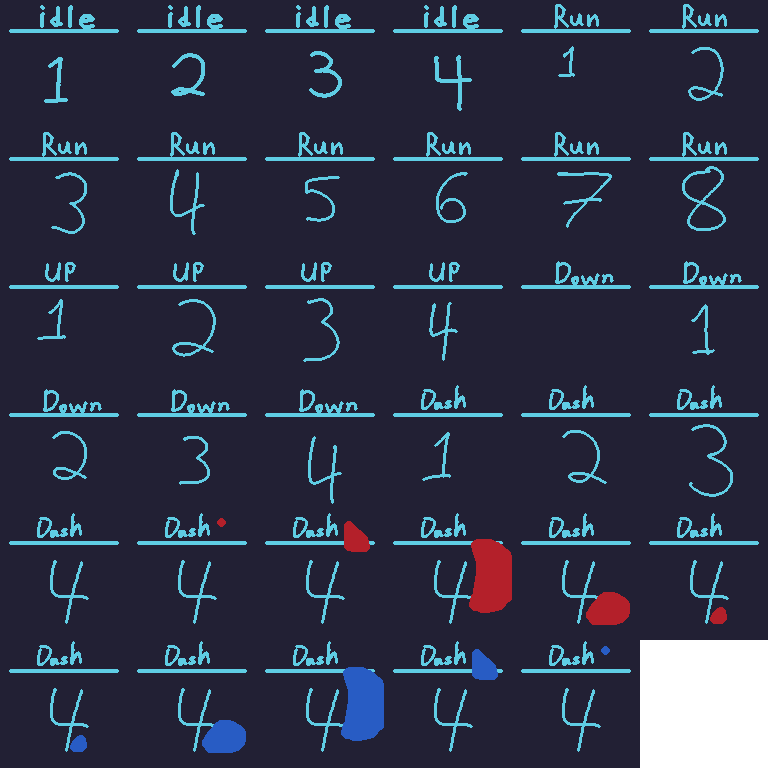 idle idle idle idle Run Run
1 2 3 4 1 2
Run Run Run Run Run Run
3 4 5 6 7 8
UP UP UP UP Down Down
1 2 3 4 1
Down Down Down Dash Dash Dash
2 3 4 1 2 3
Dash Dash Dash Dash Dash Dash
4 4 4 4 4 4
Dash Dash Dash Dash Dash
4 4 4 4 4